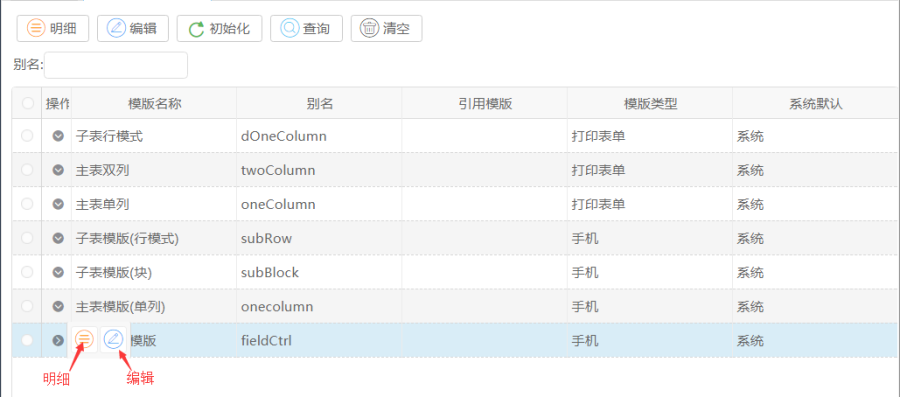 明细 编辑 初始化 查询 清空
别名:
操作 模版名称 别名 引用模版 模版类型 系统默认
子表行模式 dOneColumn 打印表单 系统
主表双列 twoColumn 打印表单 系统
主表单列 oneColumn 打印表单 系统
子表模版(行模式) subRow 手机 系统
子表模版(块) subBlock 手机 系统
主表模版(单列) onecolumn 手机 系统
模版 fieldCtrl 手机 系统
明细 编辑